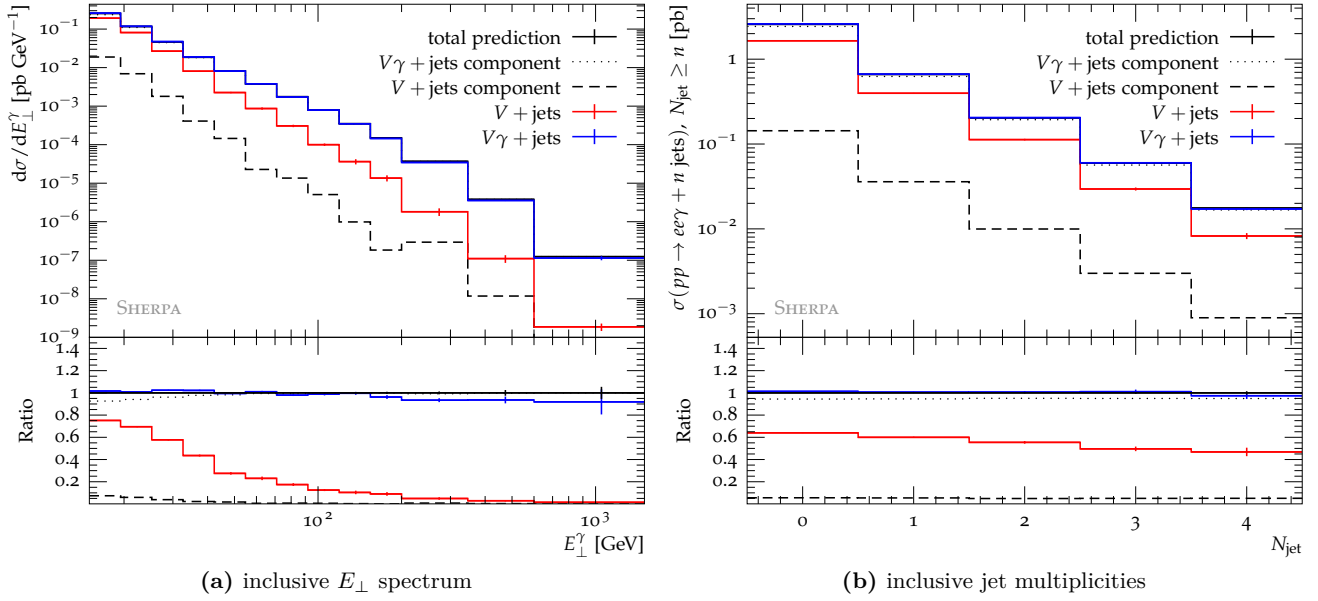 total prediction
Vγ + jets component
V + jets component
V + jets
Vγ + jets
SHERPA
10⁻¹
10⁻²
10⁻³
10⁻⁴
10⁻⁵
10⁻⁶
10⁻⁷
10⁻⁸
10⁻⁹
dσ/dE⊥^γ [pb GeV⁻¹]
1.4
1.2
1
0.8
0.6
0.4
0.2
Ratio
10² 10³
E⊥^γ [GeV]
(a) inclusive E⊥ spectrum
total prediction
Vγ + jets component
V + jets component
V + jets
Vγ + jets
SHERPA
1
10⁻¹
10⁻²
10⁻³
σ(pp → eeγ + n jets), N_jet ≥ n [pb]
1.4
1.2
1
0.8
0.6
0.4
0.2
Ratio
0 1 2 3 4
N_jet
(b) inclusive jet multiplicities